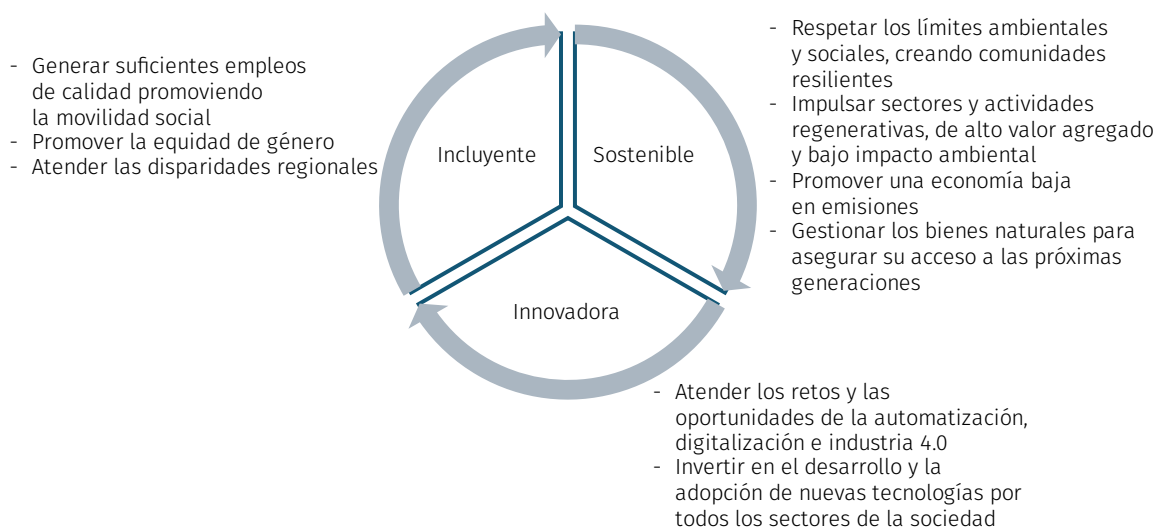 - Generar suficientes empleos
de calidad promoviendo
la movilidad social
- Promover la equidad de género
- Atender las disparidades regionales
Incluyente
Sostenible
Innovadora
- Respetar los límites ambientales
y sociales, creando comunidades
resilientes
- Impulsar sectores y actividades
regenerativas, de alto valor agregado
y bajo impacto ambiental
- Promover una economía baja
en emisiones
- Gestionar los bienes naturales para
asegurar su acceso a las próximas
generaciones
- Atender los retos y las
oportunidades de la automatización,
digitalización e industria 4.0
- Invertir en el desarrollo y la
adopción de nuevas tecnologías por
todos los sectores de la sociedad